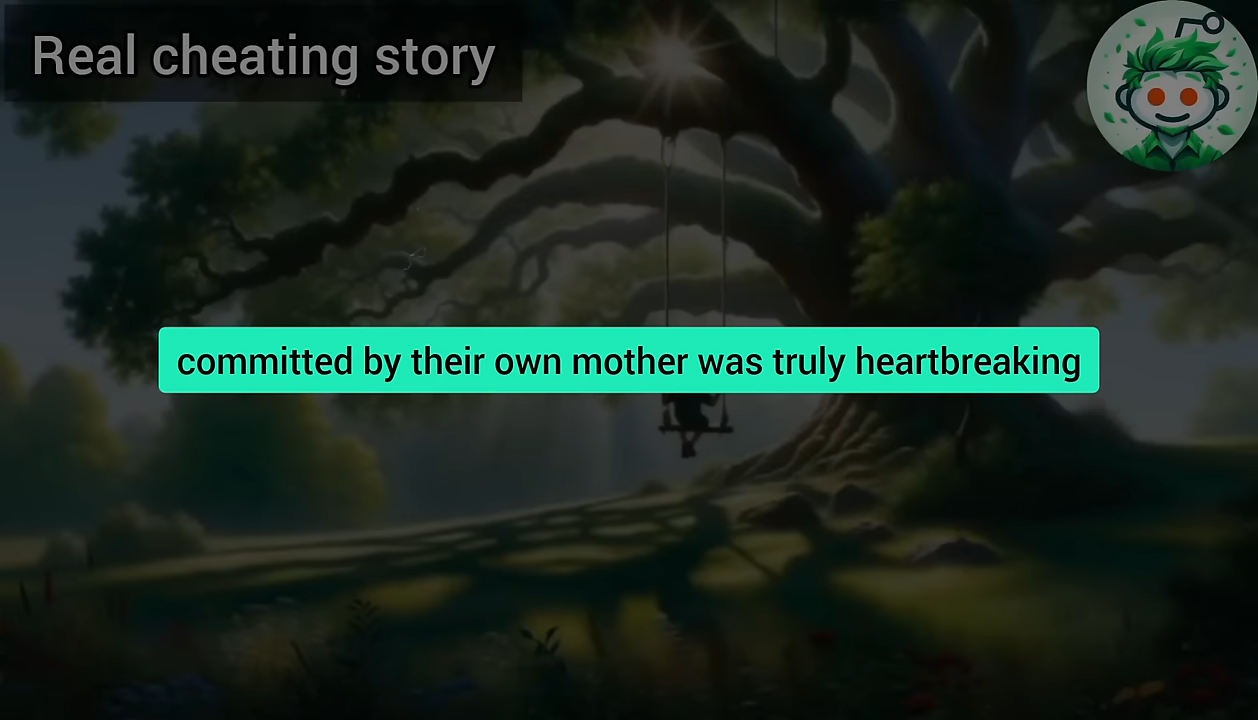 Real cheating story
committed by their own mother was truly heartbreaking